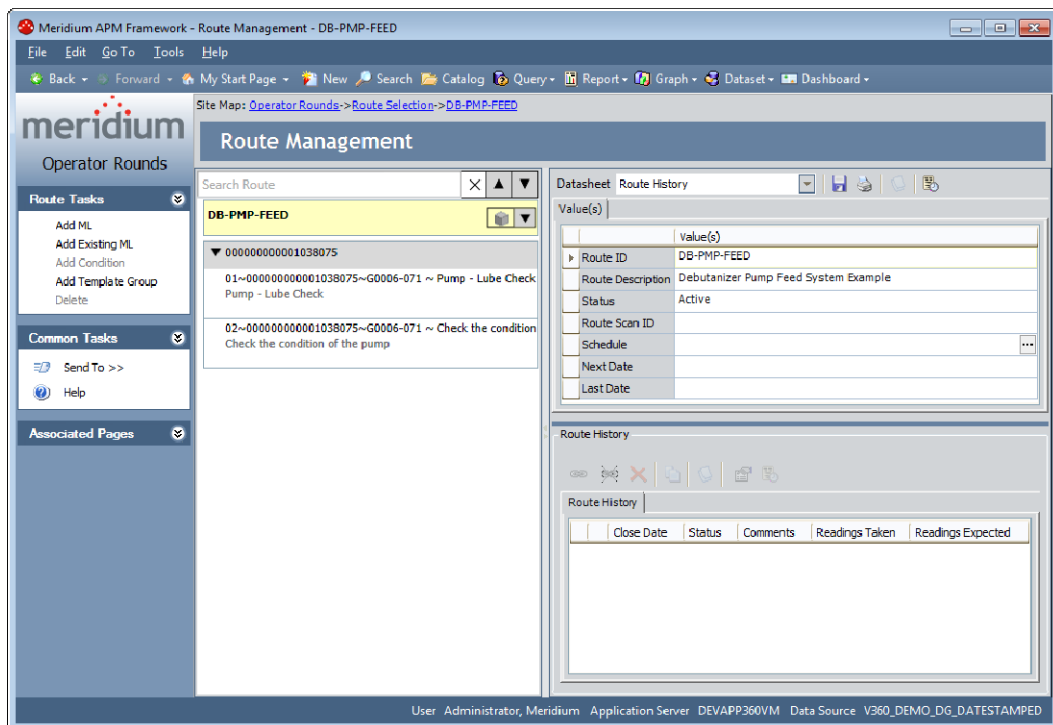 Meridium APM Framework - Route Management - DB-PMP-FEED
File Edit Go To Tools Help
Back Forward My Start Page New Search Catalog Query Report Graph Dataset Dashboard
meridium
Operator Rounds
Site Map: Operator Rounds->Route Selection->DB-PMP-FEED
Route Management
Route Tasks
Add ML
Add Existing ML
Add Condition
Add Template Group
Delete
Common Tasks
Send To >>
Help
Associated Pages
Search Route
DB-PMP-FEED
000000000001038075
01~000000000001038075~G0006-071 ~ Pump - Lube Check
Pump - Lube Check
02~000000000001038075~G0006-071 ~ Check the condition
Check the condition of the pump
Datasheet Route History
Value(s)
Value(s)
Route ID DB-PMP-FEED
Route Description Debutanizer Pump Feed System Example
Status Active
Route Scan ID
Schedule ...
Next Date
Last Date
Route History
Route History
Close Date Status Comments Readings Taken Readings Expected
User Administrator, Meridium Application Server DEVAPP360VM Data Source V360_DEMO_DG_DATESTAMPED